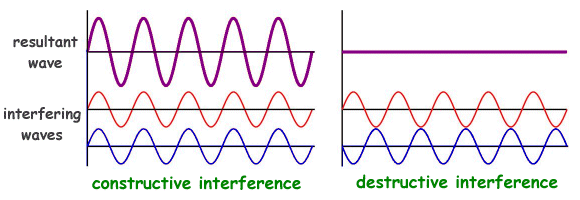 resultant
wave
interfering
waves
constructive interference
destructive interference